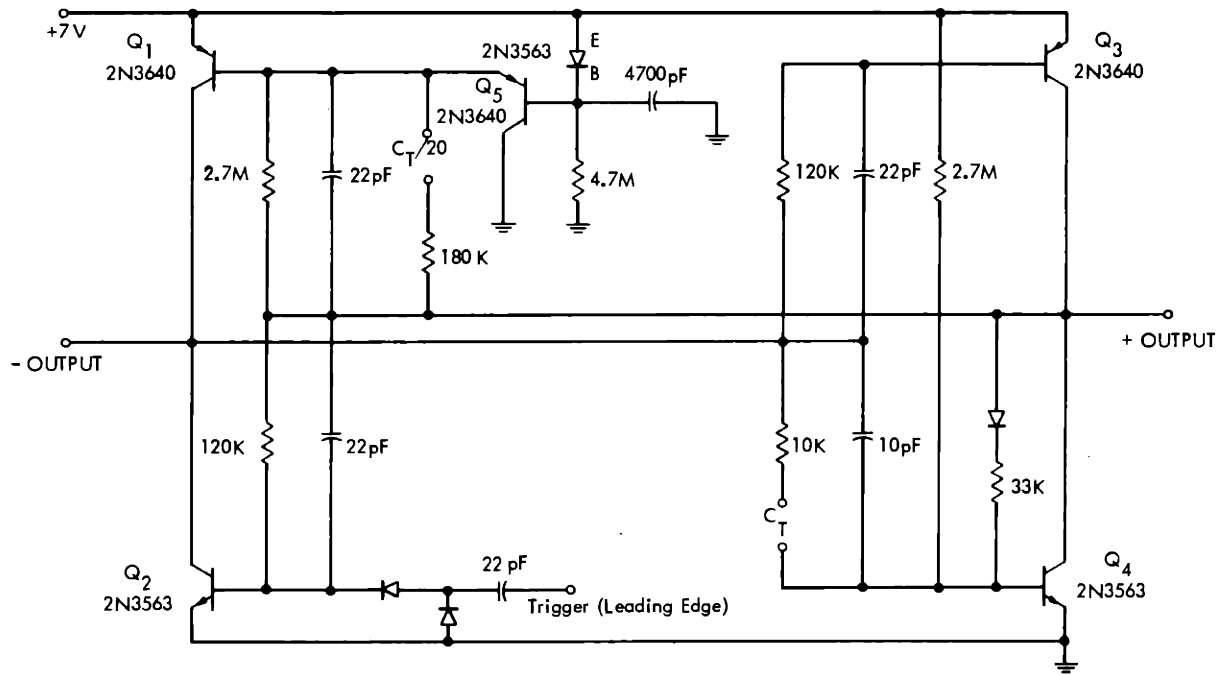 +7 V
Q1
2N3640
2N3563
E
B
Q5
2N3640
4700pF
Q3
2N3640
CT/20
2.7M
22pF
4.7M
120K
22pF
2.7M
180 K
- OUTPUT
+ OUTPUT
120K
22pF
10K
10pF
33K
CT
Q2
2N3563
22 pF
Trigger (Leading Edge)
Q4
2N3563